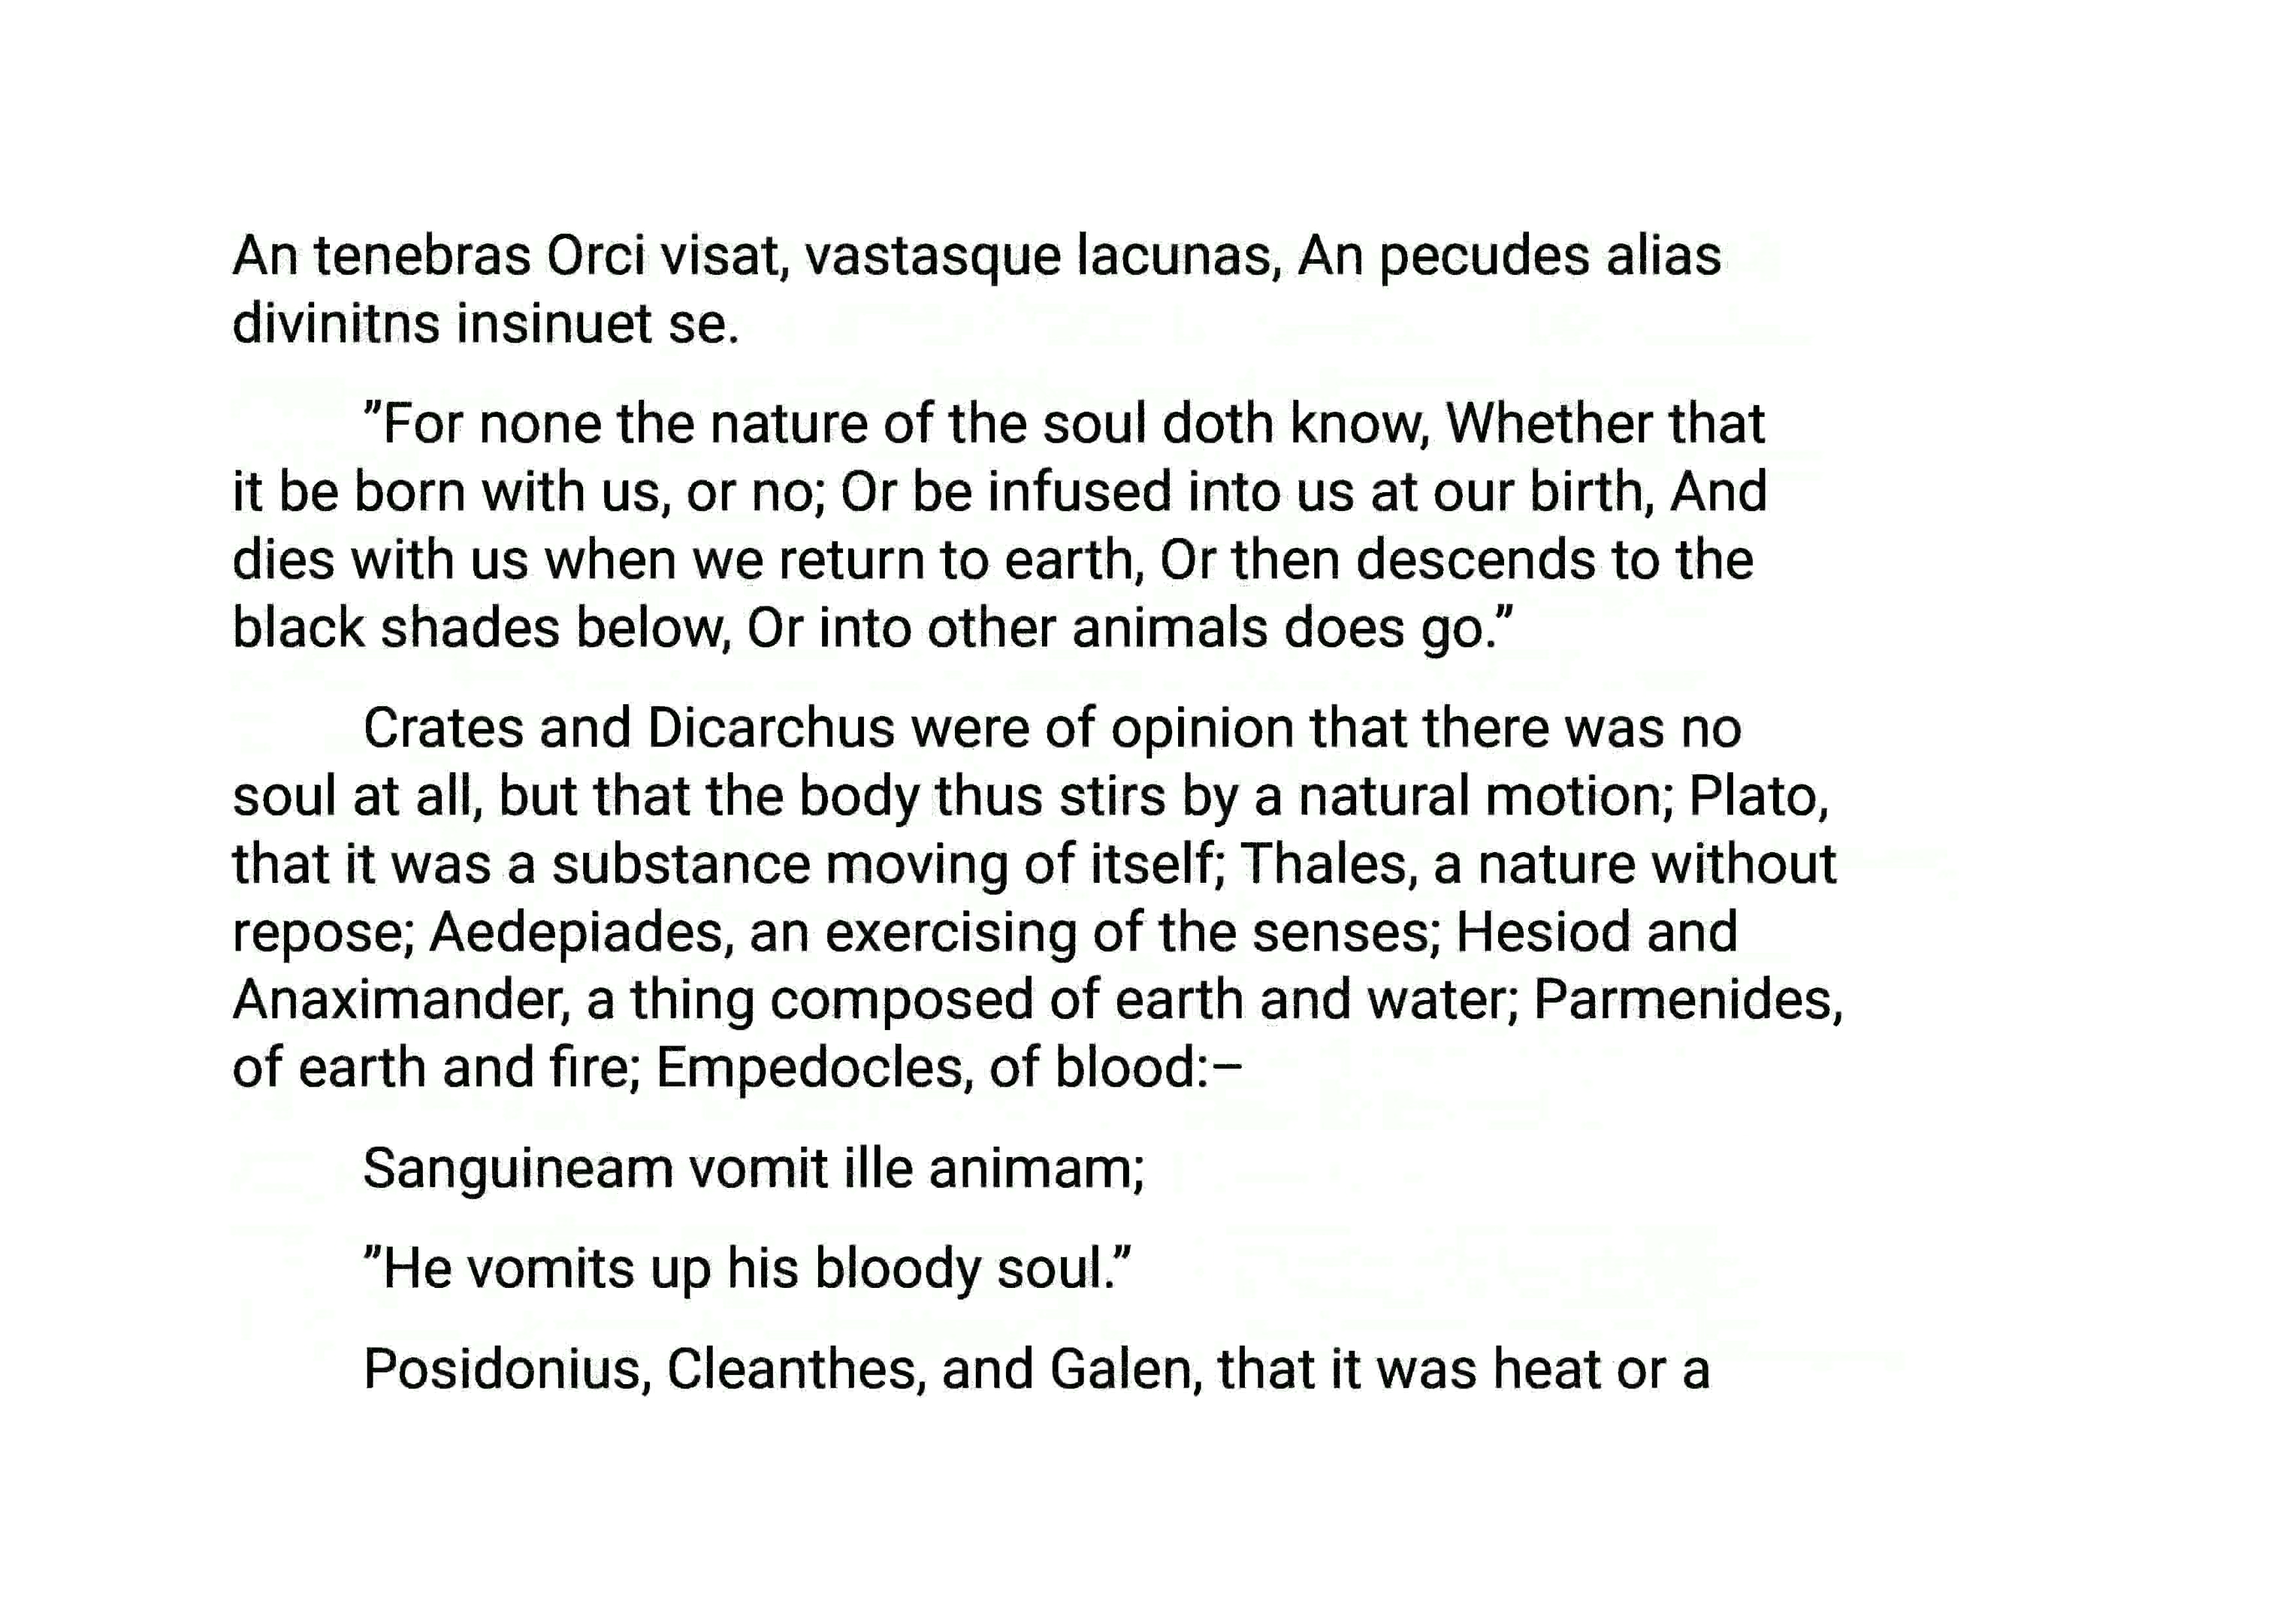 An tenebras Orci visat, vastasque lacunas, An pecudes alias
divinitns insinuet se.
”For none the nature of the soul doth know, Whether that
it be born with us, or no; Or be infused into us at our birth, And
dies with us when we return to earth, Or then descends to the
black shades below, Or into other animals does go.”
Crates and Dicarchus were of opinion that there was no
soul at all, but that the body thus stirs by a natural motion; Plato,
that it was a substance moving of itself; Thales, a nature without
repose; Aedepiades, an exercising of the senses; Hesiod and
Anaximander, a thing composed of earth and water; Parmenides,
of earth and fire; Empedocles, of blood:–
Sanguineam vomit ille animam;
”He vomits up his bloody soul.”
Posidonius, Cleanthes, and Galen, that it was heat or a